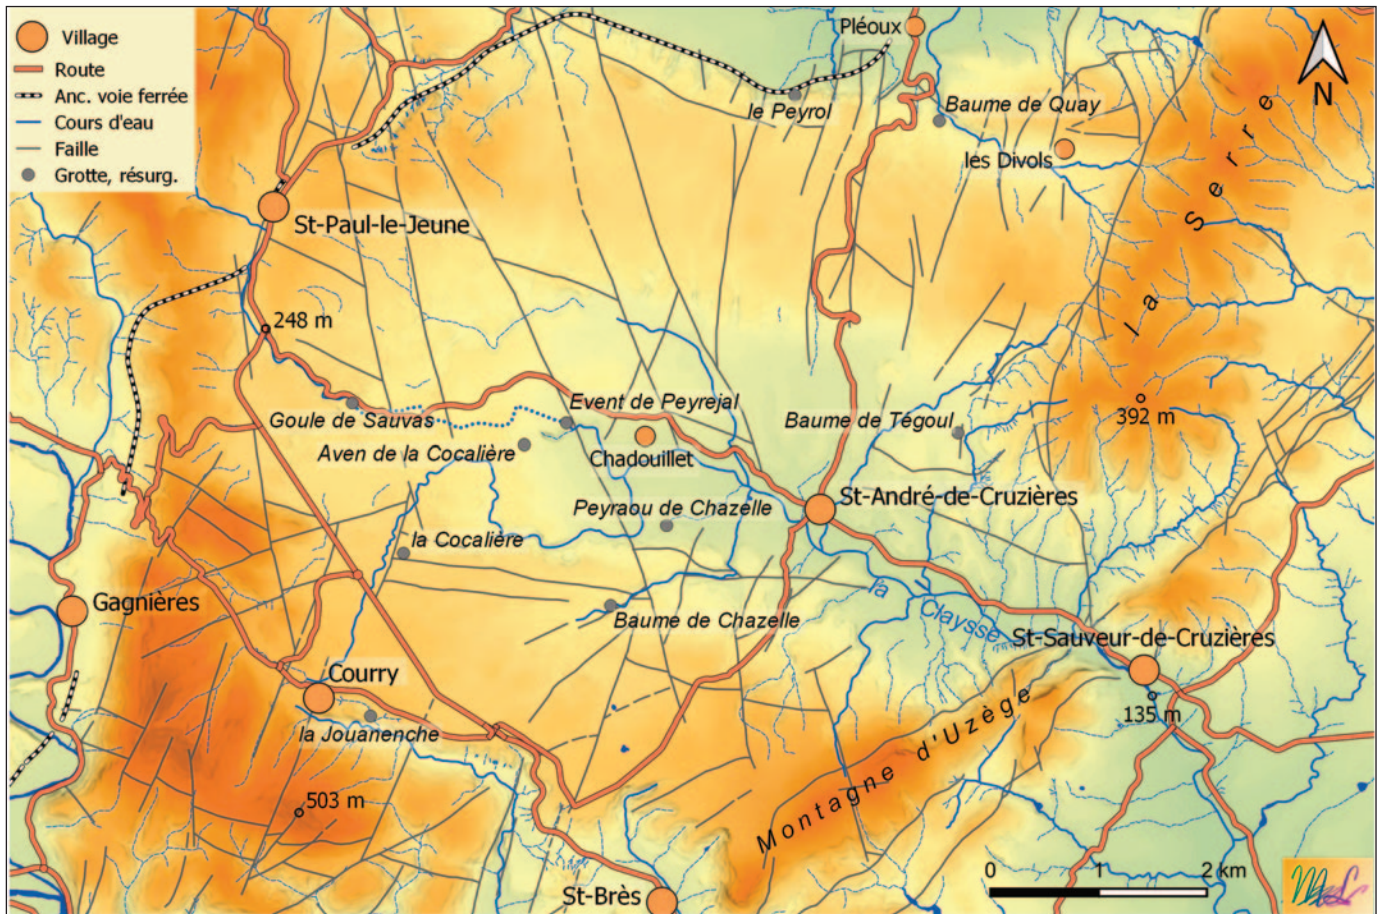 Village
Route
Anc. voie ferrée
Cours d'eau
Faille
Grotte, résurg.
Pléoux
N
le Peyrol
Baume de Quay
les Divols
la Serre
St-Paul-le-Jeune
248 m
392 m
Goule de Sauvas
Event de Peyrejal
Baume de Tégoul
Aven de la Cocalière
Chadouillet
St-André-de-Cruzières
Peyraou de Chazelle
la Cocalière
Gagnières
Baume de Chazelle
la Claysse
St-Sauveur-de-Cruzières
Courry
135 m
la Jouanenche
Montagne d'Uzège
503 m
St-Brès
0 1 2 km